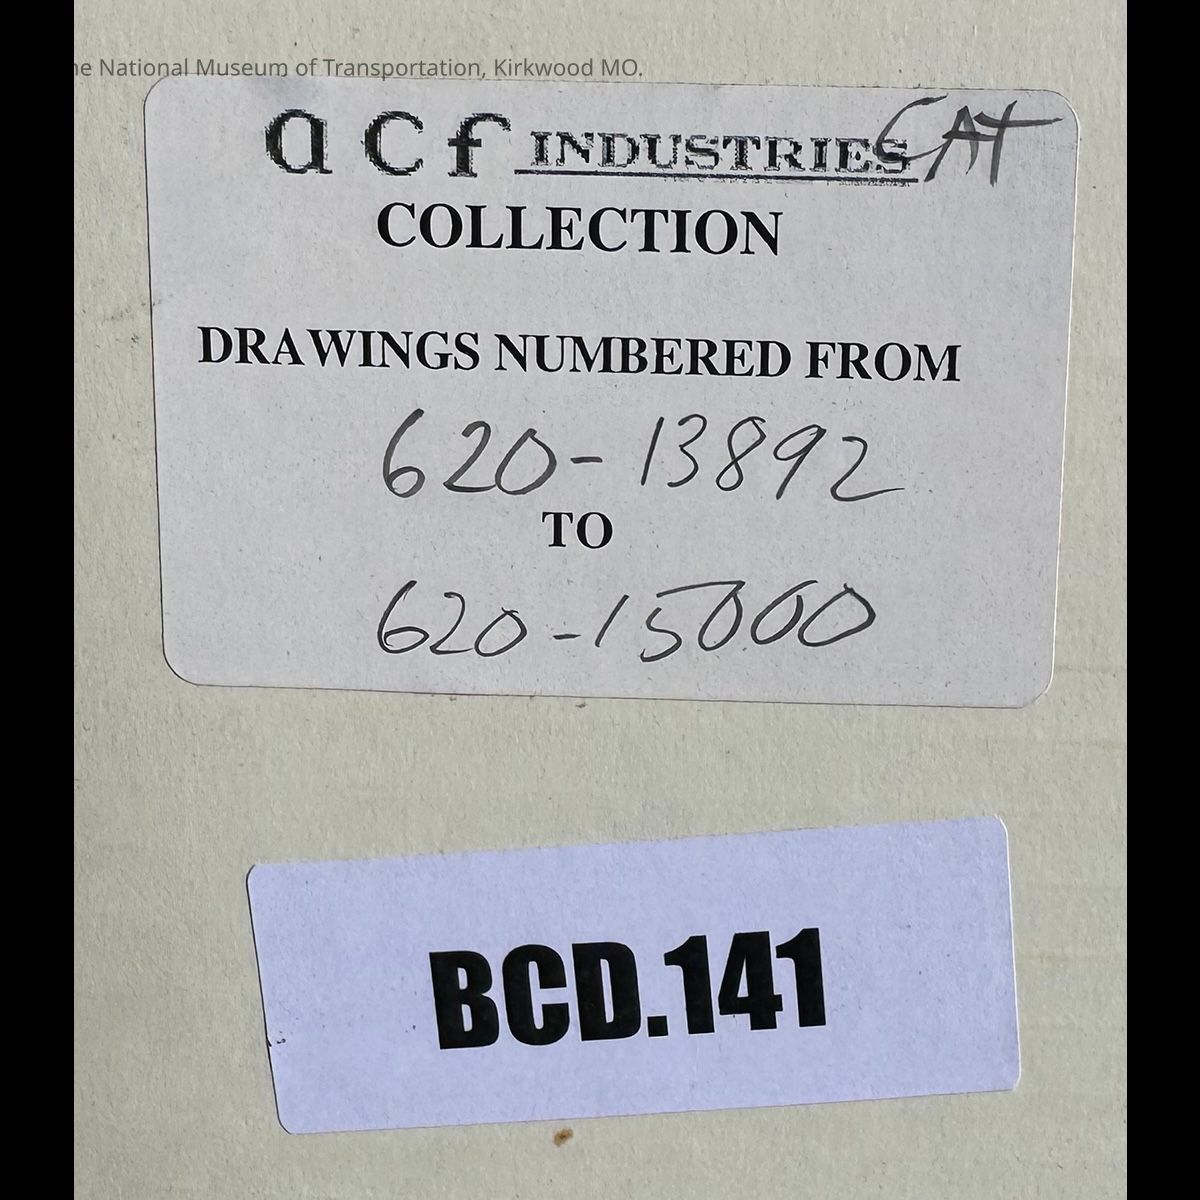 he National Museum of Transportation, Kirkwood MO.
acf INDUSTRIES CAT
COLLECTION
DRAWINGS NUMBERED FROM
620-13892
TO
620-15000
BCD.141